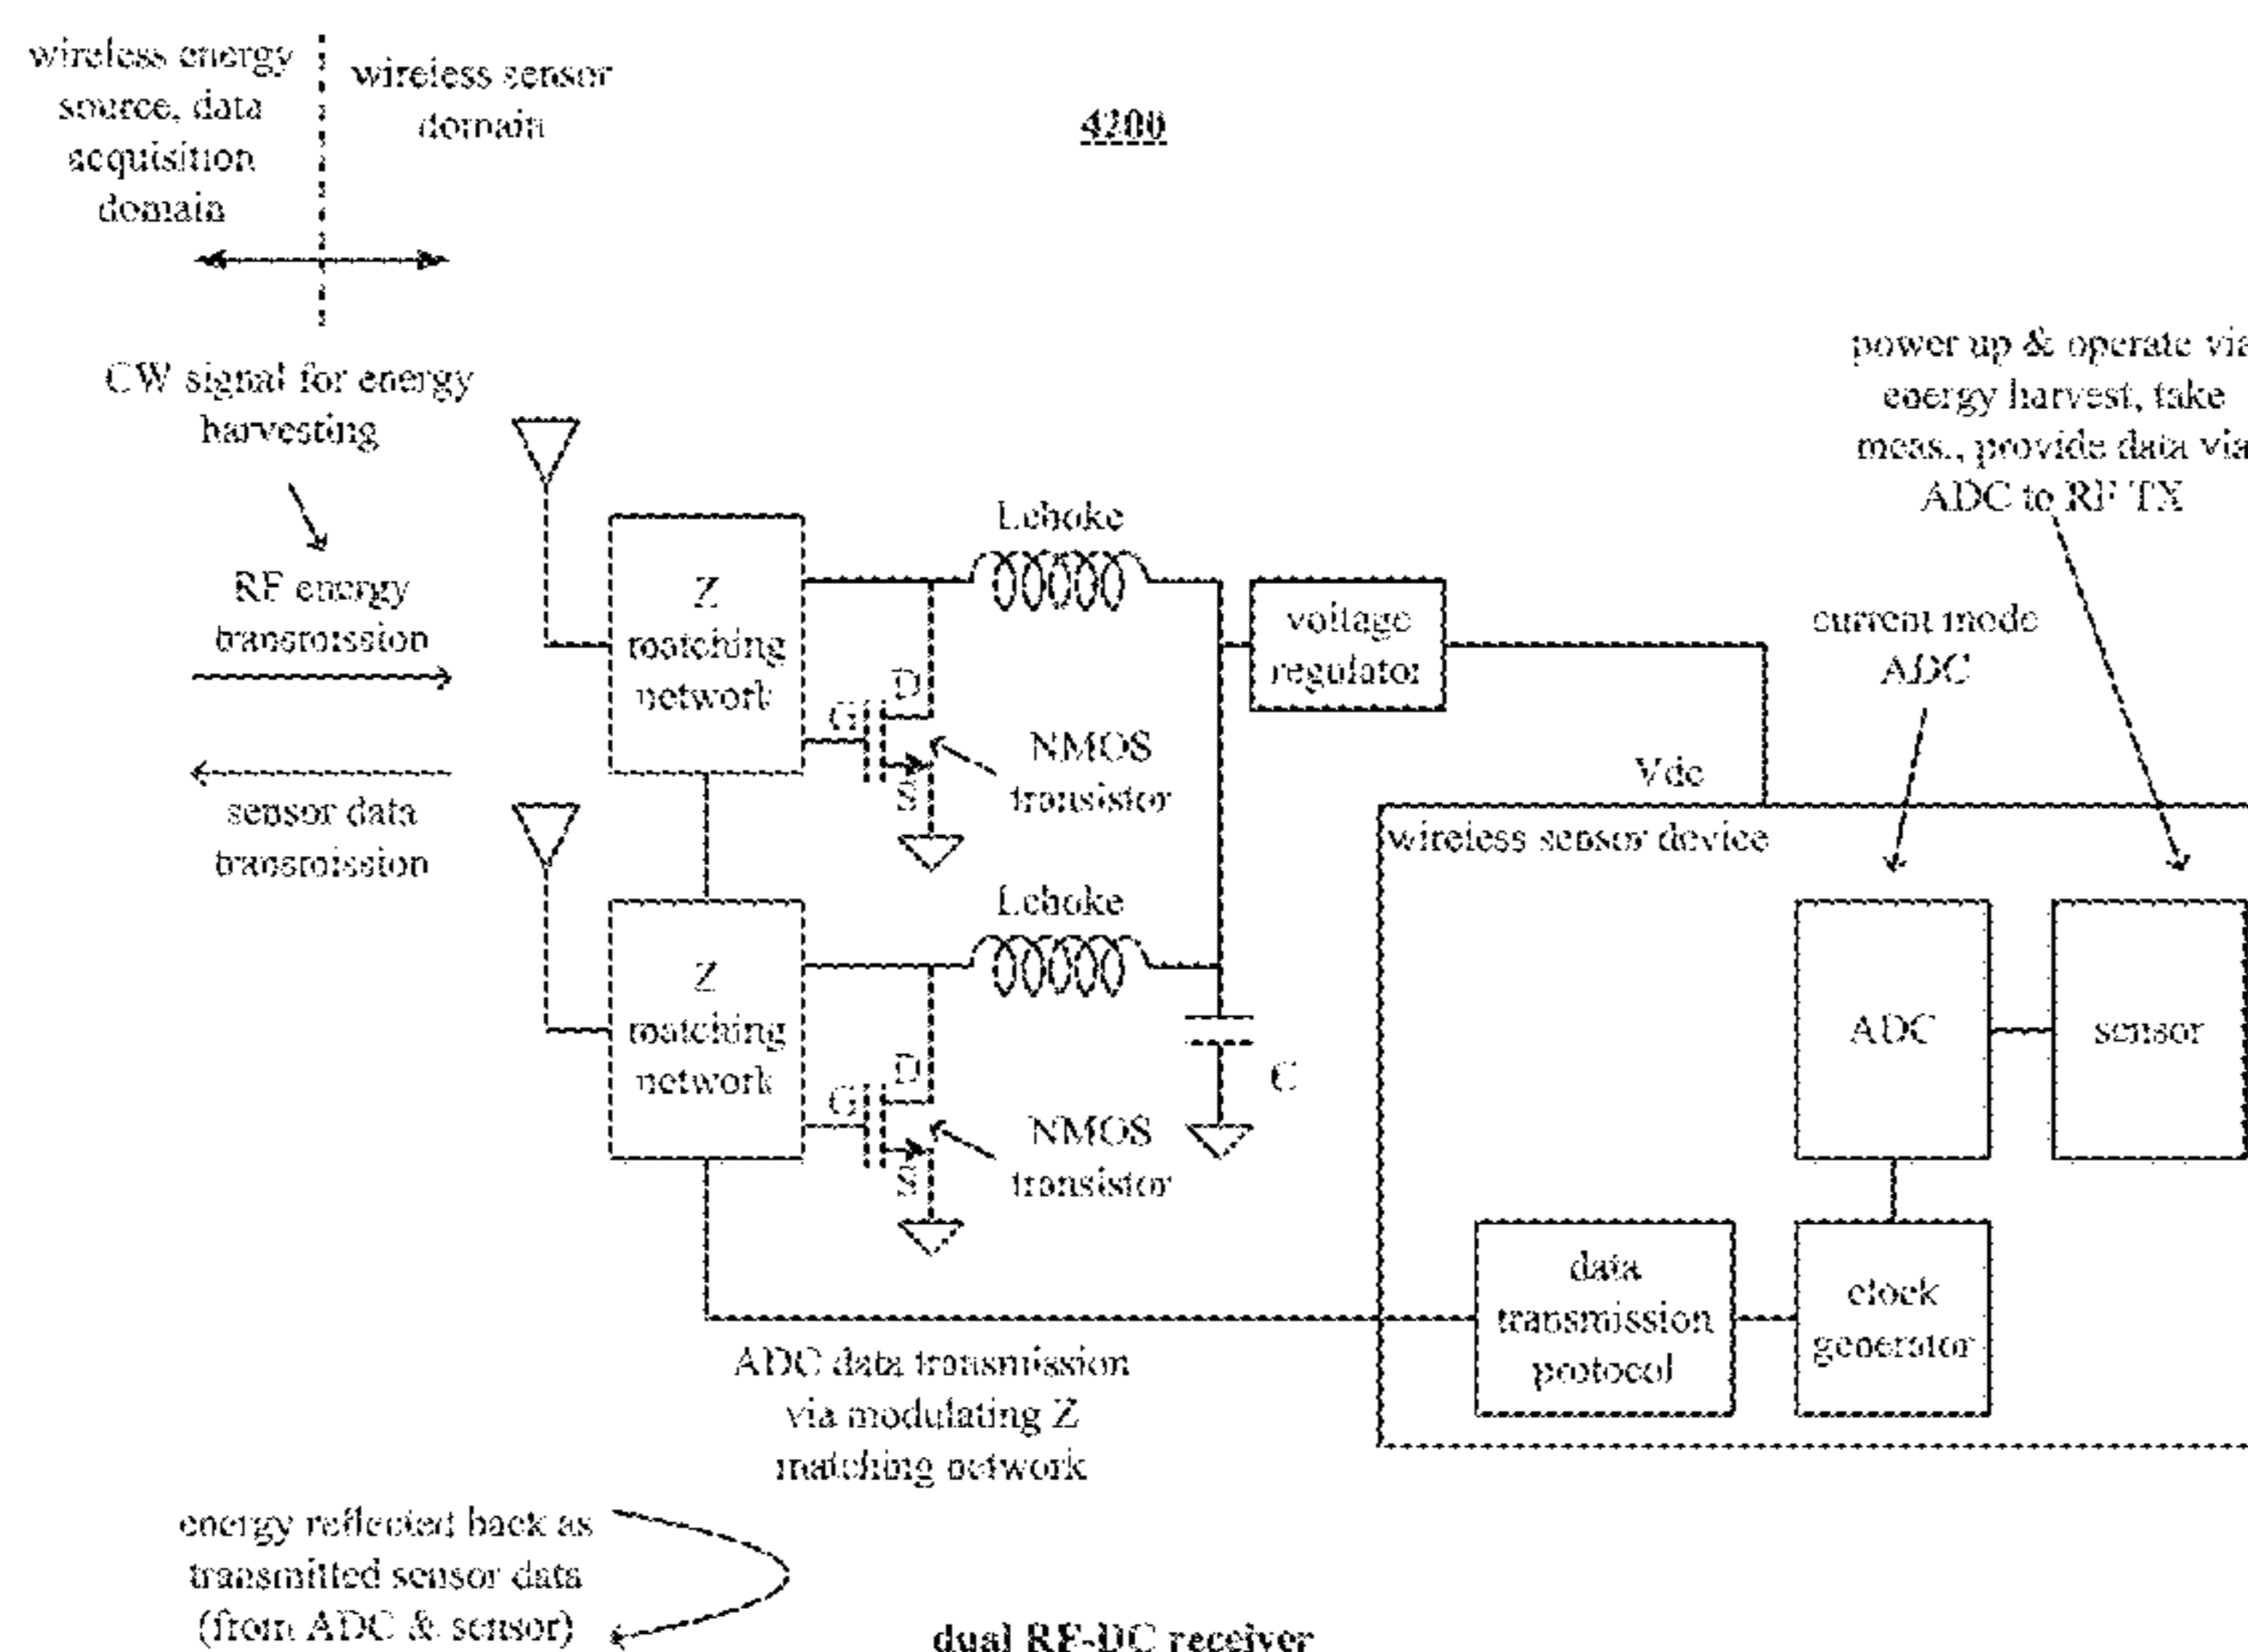 wireless energy
source, data
acquisition
domain
wireless sensor
domain
4200
CW signal for energy
harvesting
RF energy
transmission
sensor data
transmission
Z
matching
network
Lchoke
D
G
S
NMOS
transistor
voltage
regulator
power up & operate via
energy harvest, take
meas., provide data via
ADC to RF TX
current mode
ADC
Vdc
wireless sensor device
Z
matching
network
Lchoke
D
G
S
NMOS
transistor
C
ADC
sensor
data
transmission
protocol
clock
generator
ADC data transmission
via modulating Z
matching network
energy reflected back as
transmitted sensor data
(from ADC & sensor)
dual RF-DC receiver